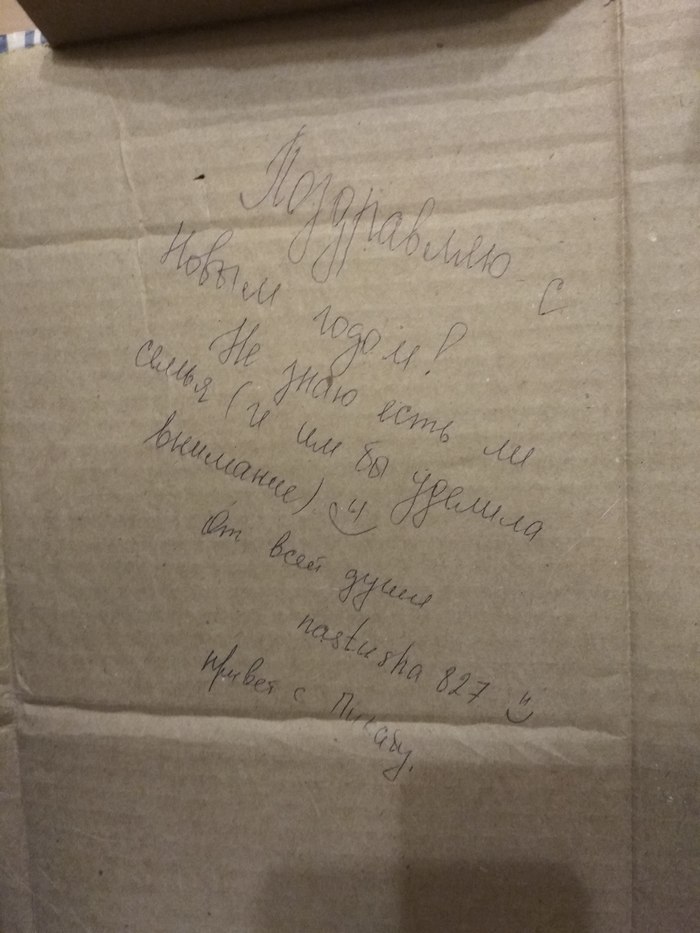 Поздравляю с
Новым годом!
Не знаю есть ли
семья (я им бы уделила
внимание)
От всей души
nastusha 827
Привет с Пикабу.